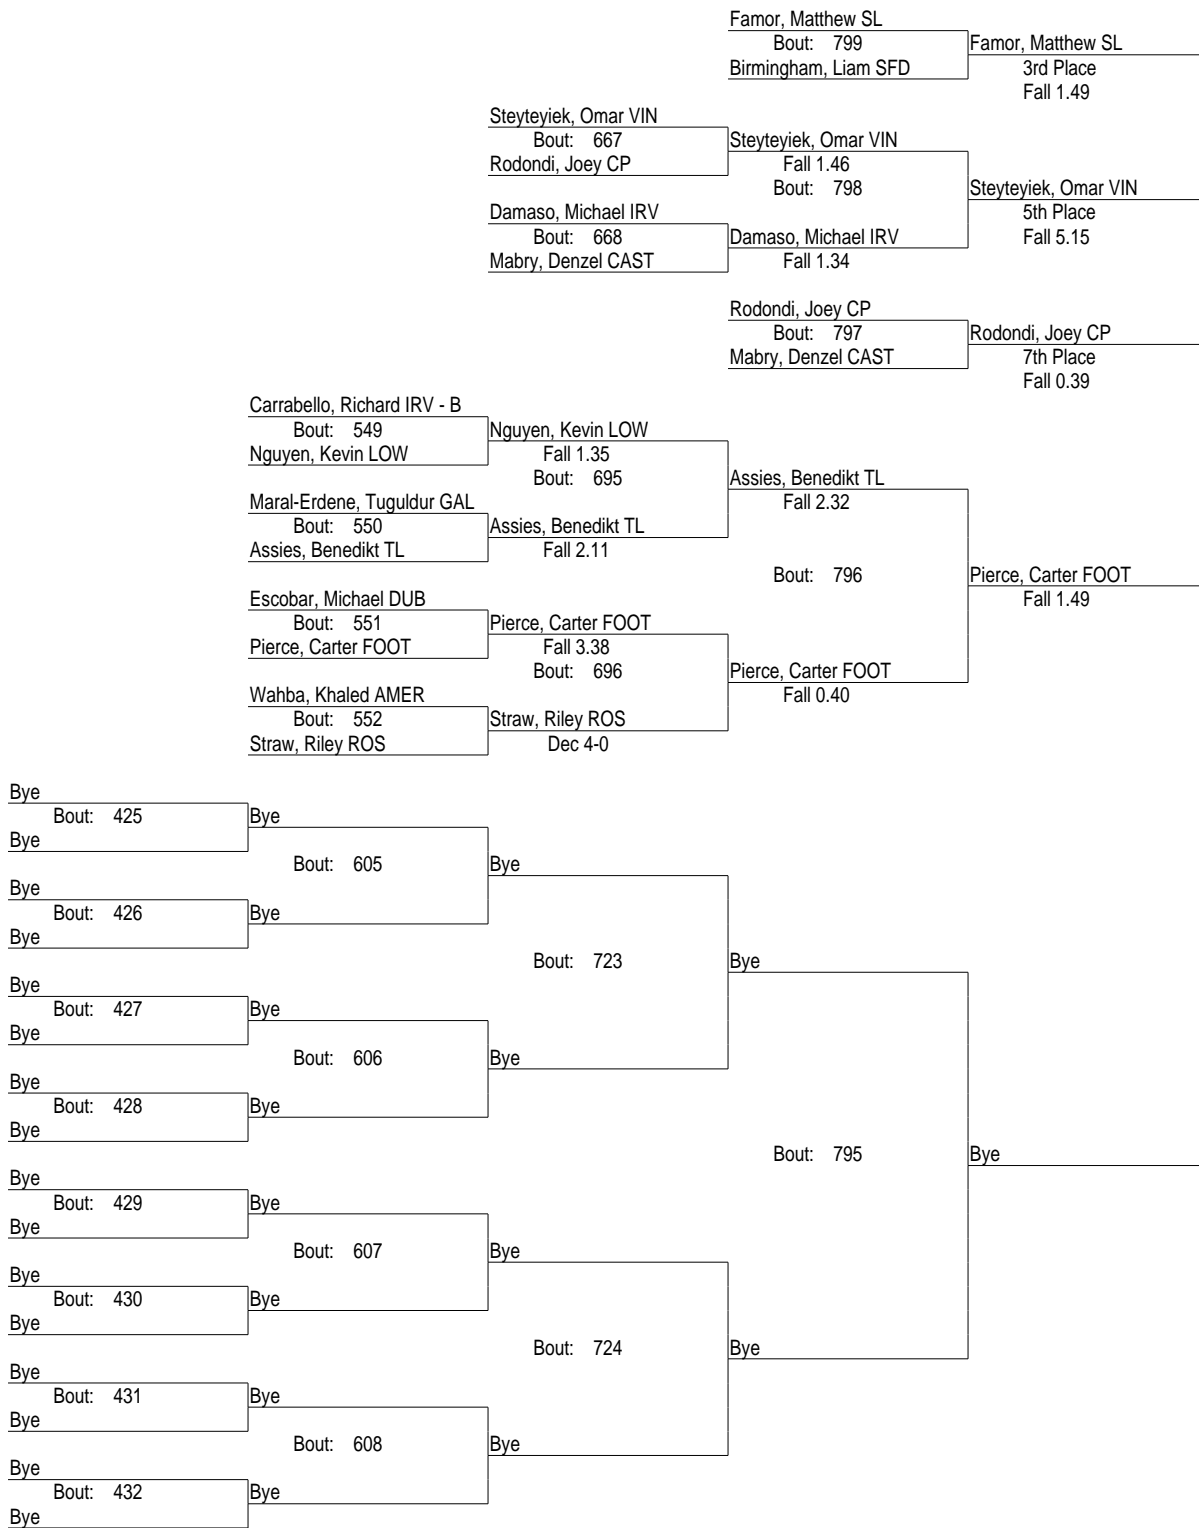 Famor, Matthew SL
Bout: 799
Famor, Matthew SL
Birmingham, Liam SFD
3rd Place
Fall 1.49
Steyteyiek, Omar VIN
Bout: 667
Steyteyiek, Omar VIN
Rodondi, Joey CP
Fall 1.46
Bout: 798
Steyteyiek, Omar VIN
Damaso, Michael IRV
5th Place
Bout: 668
Damaso, Michael IRV
Fall 5.15
Mabry, Denzel CAST
Fall 1.34
Rodondi, Joey CP
Bout: 797
Rodondi, Joey CP
Mabry, Denzel CAST
7th Place
Fall 0.39
Carrabello, Richard IRV - B
Bout: 549
Nguyen, Kevin LOW
Nguyen, Kevin LOW
Fall 1.35
Bout: 695
Assies, Benedikt TL
Maral-Erdene, Tuguldur GAL
Fall 2.32
Bout: 550
Assies, Benedikt TL
Assies, Benedikt TL
Fall 2.11
Bout: 796
Pierce, Carter FOOT
Escobar, Michael DUB
Fall 1.49
Bout: 551
Pierce, Carter FOOT
Pierce, Carter FOOT
Fall 3.38
Bout: 696
Pierce, Carter FOOT
Wahba, Khaled AMER
Fall 0.40
Bout: 552
Straw, Riley ROS
Straw, Riley ROS
Dec 4-0
Bye
Bout: 425
Bye
Bye
Bout: 605
Bye
Bye
Bout: 426
Bye
Bye
Bout: 723
Bye
Bye
Bout: 427
Bye
Bye
Bout: 606
Bye
Bye
Bout: 428
Bye
Bye
Bout: 795
Bye
Bye
Bout: 429
Bye
Bye
Bout: 607
Bye
Bye
Bout: 430
Bye
Bye
Bout: 724
Bye
Bye
Bout: 431
Bye
Bye
Bout: 608
Bye
Bye
Bout: 432
Bye
Bye